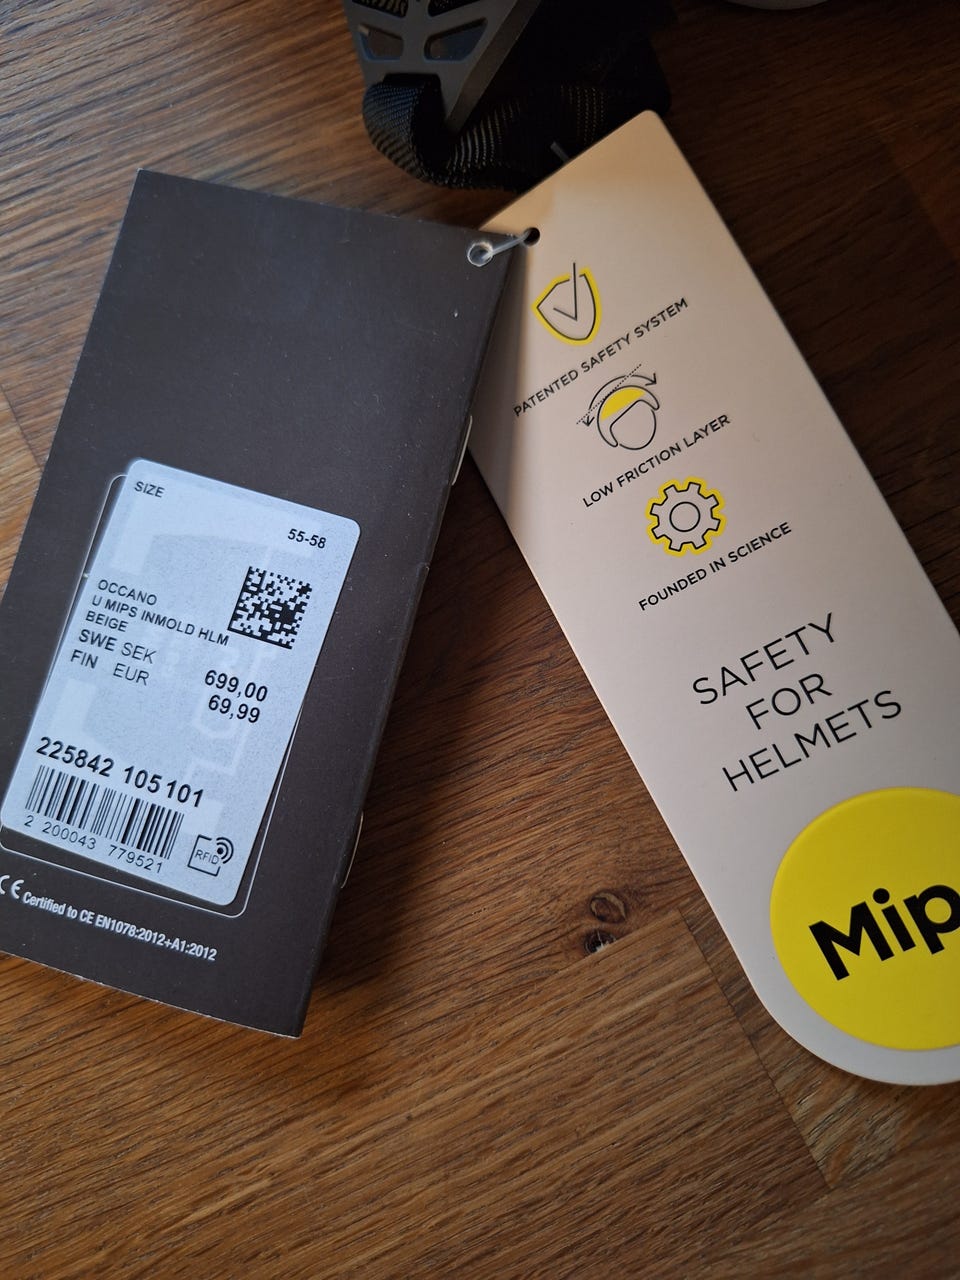 SIZE
55-58
OCCANO
U MIPS INMOLD HLM
BEIGE
SWE SEK 699,00
FIN EUR 69,99
225842 105101
2 200043 779521
RFID
CE Certified to CE EN1078:2012+A1:2012
PATENTED SAFETY SYSTEM
LOW FRICTION LAYER
FOUNDED IN SCIENCE
SAFETY
FOR
HELMETS
Mip